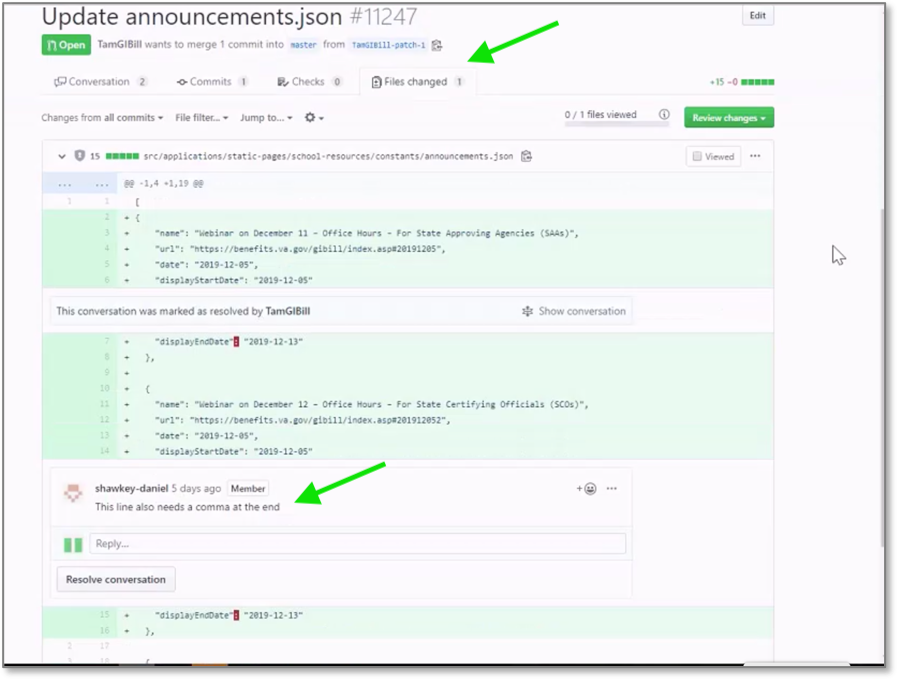 Update announcements.json #11247
Edit
Open TamGIBill wants to merge 1 commit into master from TamGIBill-patch-1
Conversation 2 Commits 1 Checks 0 Files changed 1 +15 −0
Changes from all commits File filter... Jump to... 0 / 1 files viewed Review changes
15 src/applications/static-pages/school-resources/constants/announcements.json Viewed ...
... ... @@ -1,4 +1,19 @@
1 1 [
2 + {
3 + "name": "Webinar on December 11 - Office Hours - For State Approving Agencies (SAAs)",
4 + "url": "https://benefits.va.gov/gibill/index.asp#20191205",
5 + "date": "2019-12-05",
6 + "displayStartDate": "2019-12-05"
This conversation was marked as resolved by TamGIBill Show conversation
7 + "displayEndDate": "2019-12-13"
8 + },
9 +
10 + {
11 + "name": "Webinar on December 12 - Office Hours - For State Certifying Officials (SCOs)",
12 + "url": "https://benefits.va.gov/gibill/index.asp#201912052",
13 + "date": "2019-12-05",
14 + "displayStartDate": "2019-12-05"
shawkey-daniel 5 days ago Member + ...
This line also needs a comma at the end
Reply...
Resolve conversation
15 + "displayEndDate": "2019-12-13"
16 + },
2 17
{